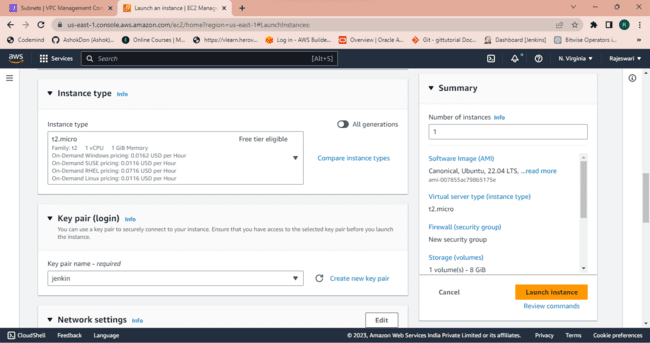 Subnets | VPC Management Con
Launch an instance | EC2 Manag
us-east-1.console.aws.amazon.com/ec2/home?region=us-east-1#LaunchInstances:
Codemind
AshokDon (Ashok)...
Online Courses | M...
https://vlearn.herov...
Log in - AWS Builde...
Overview | Oracle A...
Git - gittutorial Doc...
Dashboard [Jenkins]
Bitwise Operators i...
aws
Services
Search
[Alt+S]
N. Virginia
Rajeswari
Instance type
Info
Instance type
All generations
t2.micro
Free tier eligible
Family: t2 1 vCPU 1 GiB Memory
On-Demand Windows pricing: 0.0162 USD per Hour
On-Demand SUSE pricing: 0.0116 USD per Hour
On-Demand RHEL pricing: 0.0716 USD per Hour
On-Demand Linux pricing: 0.0116 USD per Hour
Compare instance types
Key pair (login)
Info
You can use a key pair to securely connect to your instance. Ensure that you have access to the selected key pair before you launch
the instance.
Key pair name - required
jenkin
Create new key pair
Network settings
Info
Edit
Summary
Number of instances
Info
1
Software Image (AMI)
Canonical, Ubuntu, 22.04 LTS, ...read more
ami-007855ac798b5175e
Virtual server type (instance type)
t2.micro
Firewall (security group)
New security group
Storage (volumes)
1 volume(s) - 8 GiB
Cancel
Launch instance
Review commands
CloudShell
Feedback
Language
© 2023, Amazon Web Services India Private Limited or its affiliates.
Privacy
Terms
Cookie preferences